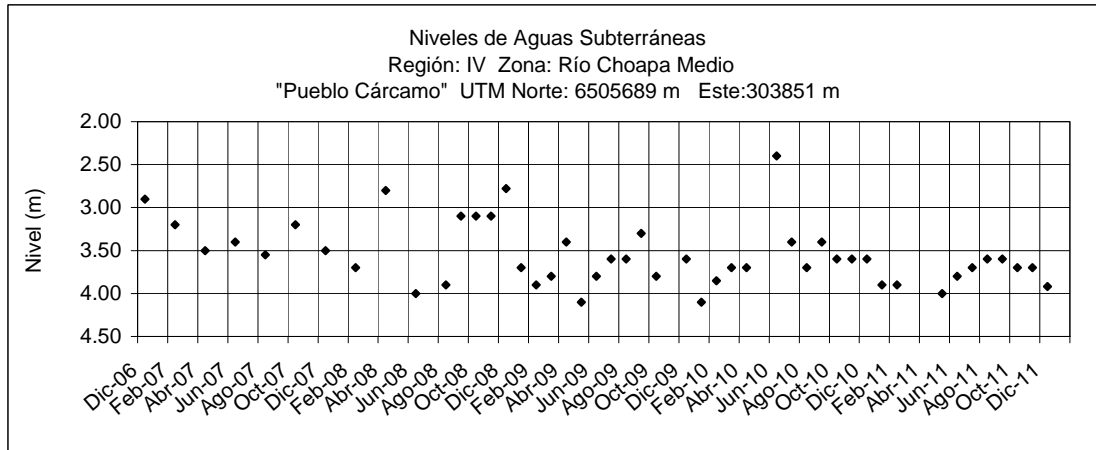 Niveles de Aguas Subterráneas
Región: IV Zona: Río Choapa Medio
"Pueblo Cárcamo" UTM Norte: 6505689 m Este:303851 m
Nivel (m)
2.00
2.50
3.00
3.50
4.00
4.50
Dic-06
Feb-07
Abr-07
Jun-07
Ago-07
Oct-07
Dic-07
Feb-08
Abr-08
Jun-08
Ago-08
Oct-08
Dic-08
Feb-09
Abr-09
Jun-09
Ago-09
Oct-09
Dic-09
Feb-10
Abr-10
Jun-10
Ago-10
Oct-10
Dic-10
Feb-11
Abr-11
Jun-11
Ago-11
Oct-11
Dic-11